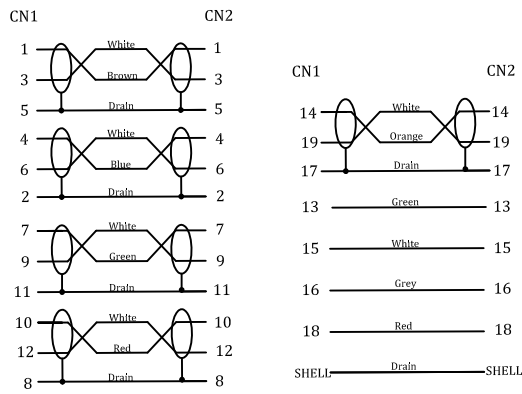 CN1 CN2
1 White 1
3 Brown 3
5 Drain 5
4 White 4
6 Blue 6
2 Drain 2
7 White 7
9 Green 9
11 Drain 11
10 White 10
12 Red 12
8 Drain 8
CN1 CN2
14 White 14
19 Orange 19
17 Drain 17
13 Green 13
15 White 15
16 Grey 16
18 Red 18
SHELL Drain SHELL